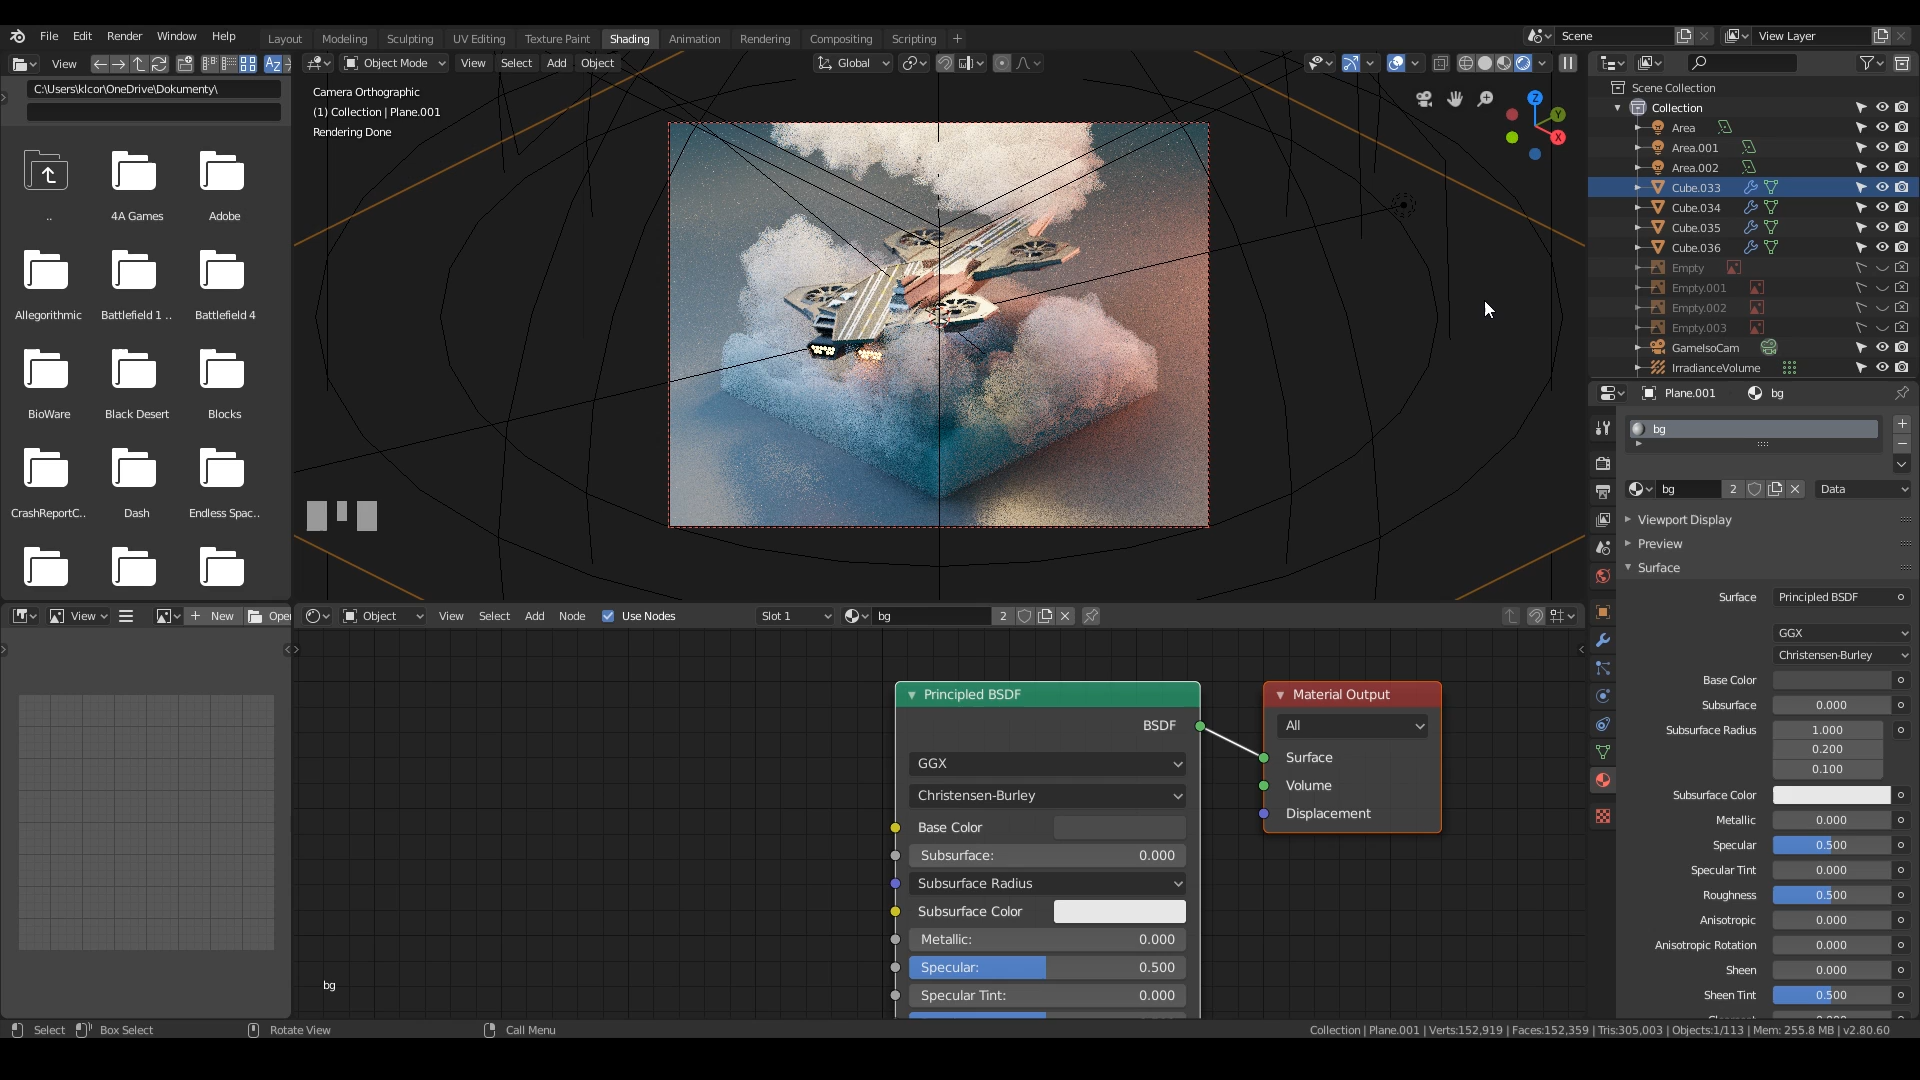 File Edit Render Window Help
Layout Modeling Sculpting UV Editing Texture Paint Shading Animation Rendering Compositing Scripting +
Scene
View Layer
View
C:\Users\klcor\OneDrive\Dokumenty\
..
4A Games
Adobe
Allegorithmic
Battlefield 1 ..
Battlefield 4
BioWare
Black Desert
Blocks
CrashReportC..
Dash
Endless Spac..
Object Mode View Select Add Object
Global
Camera Orthographic
(1) Collection | Plane.001
Rendering Done
Z
Y
X
Scene Collection
Collection
Area
Area.001
Area.002
Cube.033
Cube.034
Cube.035
Cube.036
Empty
Empty.001
Empty.002
Empty.003
GameIsoCam
IrradianceVolume
Plane.001 bg
bg
bg 2 Data
Viewport Display
Preview
Surface
Surface Principled BSDF
GGX
Christensen-Burley
Base Color
Subsurface 0.000
Subsurface Radius 1.000
0.200
0.100
Subsurface Color
Metallic 0.000
Specular 0.500
Specular Tint 0.000
Roughness 0.500
Anisotropic 0.000
Anisotropic Rotation 0.000
Sheen 0.000
Sheen Tint 0.500
View New Open
Object View Select Add Node Use Nodes Slot 1 bg 2
Principled BSDF
BSDF
GGX
Christensen-Burley
Base Color
Subsurface: 0.000
Subsurface Radius
Subsurface Color
Metallic: 0.000
Specular: 0.500
Specular Tint: 0.000
Material Output
All
Surface
Volume
Displacement
bg
Select Box Select Rotate View Call Menu
Collection | Plane.001 | Verts:152,919 | Faces:152,359 | Tris:305,003 | Objects:1/113 | Mem: 255.8 MB | v2.80.60